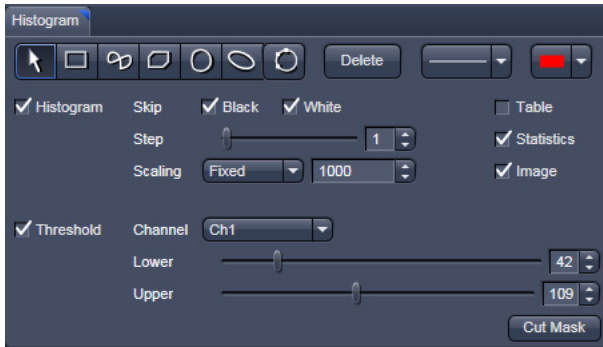 Histogram
Delete
Histogram Skip Black White Table
Step 1 Statistics
Scaling Fixed 1000 Image
Threshold Channel Ch1
Lower 42
Upper 109
Cut Mask